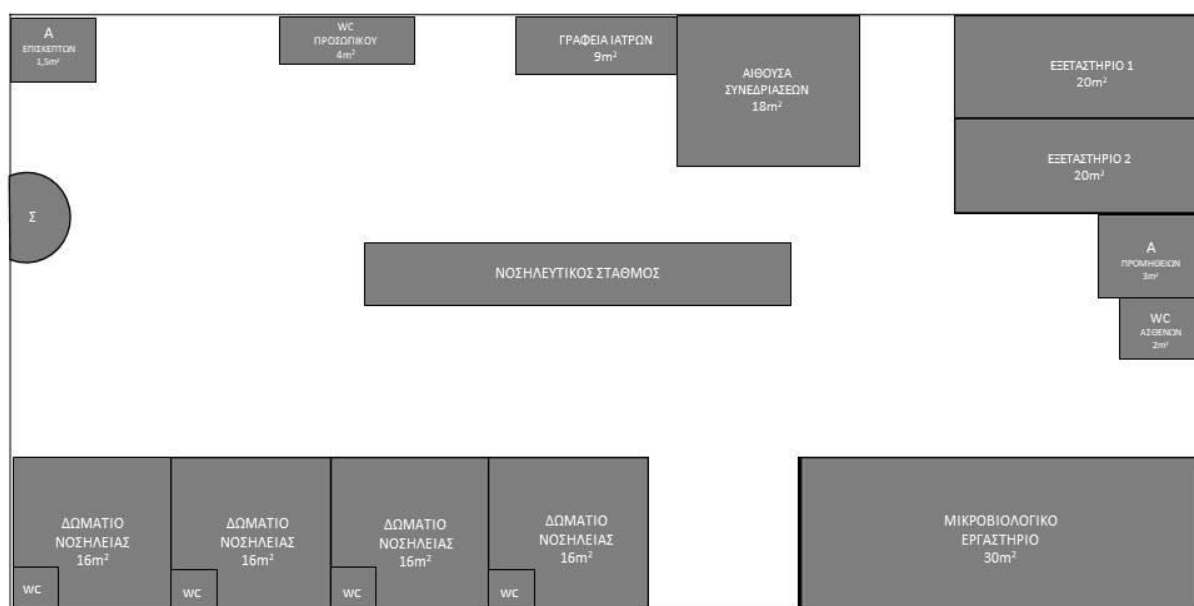 Α
ΕΠΙΣΚΕΠΤΩΝ
1,5m²
WC
ΠΡΟΣΩΠΙΚΟΥ
4m²
ΓΡΑΦΕΙΑ ΙΑΤΡΩΝ
9m²
ΑΙΘΟΥΣΑ
ΣΥΝΕΔΡΙΑΣΕΩΝ
18m²
ΕΞΕΤΑΣΤΗΡΙΟ 1
20m²
ΕΞΕΤΑΣΤΗΡΙΟ 2
20m²
Σ
Α
ΠΡΟΜΗΘΕΙΩΝ
3m²
ΝΟΣΗΛΕΥΤΙΚΟΣ ΣΤΑΘΜΟΣ
WC
ΑΣΘΕΝΩΝ
2m²
ΔΩΜΑΤΙΟ
ΝΟΣΗΛΕΙΑΣ
16m²
WC
ΔΩΜΑΤΙΟ
ΝΟΣΗΛΕΙΑΣ
16m²
WC
ΔΩΜΑΤΙΟ
ΝΟΣΗΛΕΙΑΣ
16m²
WC
ΔΩΜΑΤΙΟ
ΝΟΣΗΛΕΙΑΣ
16m²
WC
ΜΙΚΡΟΒΙΟΛΟΓΙΚΟ
ΕΡΓΑΣΤΗΡΙΟ
30m²